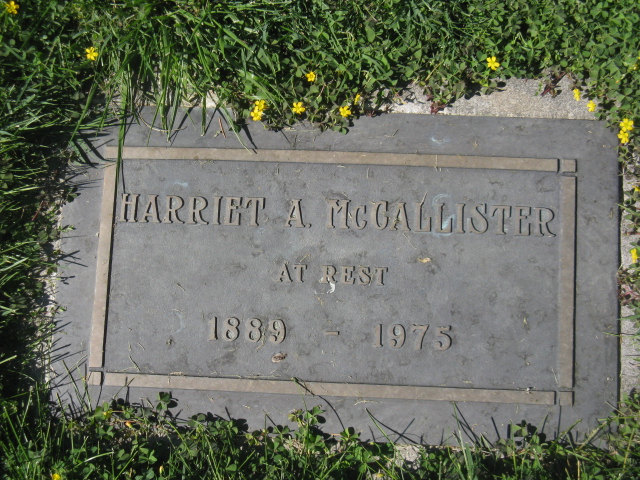 HARRIET A. McCALLISTER
AT REST
1889 - 1975